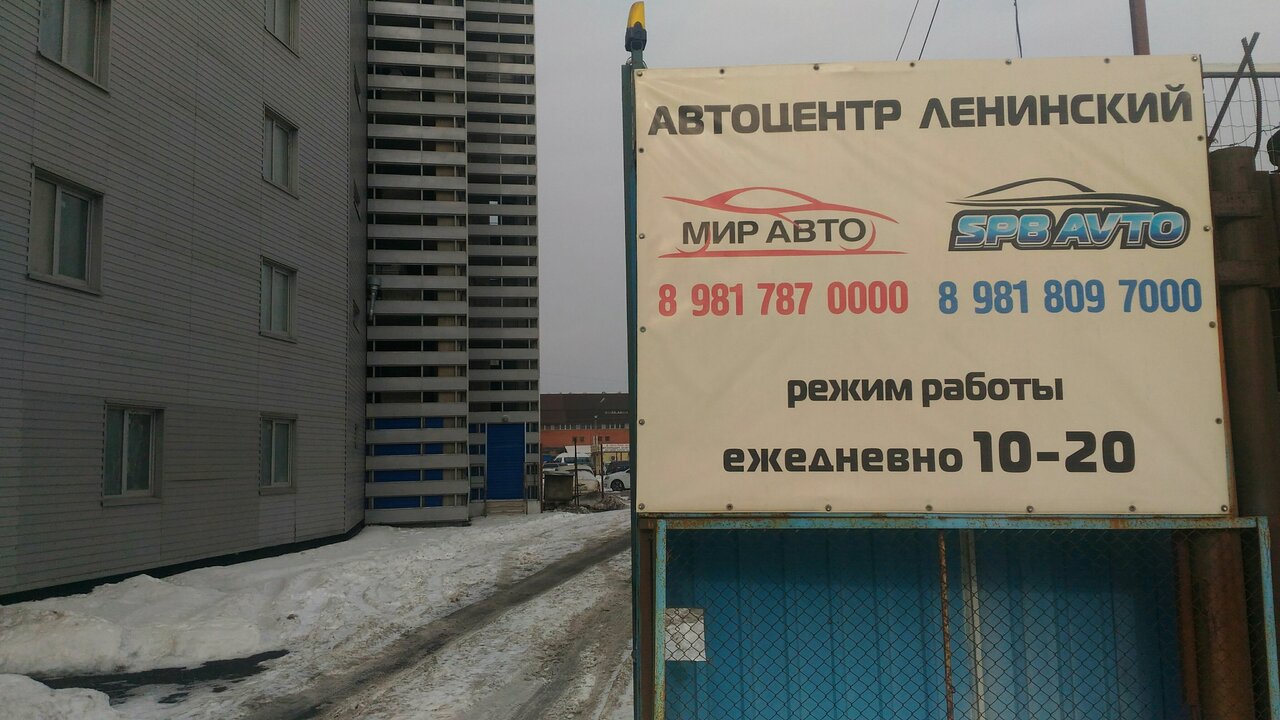 АВТОЦЕНТР ЛЕНИНСКИЙ
МИР АВТО
SPB AVTO
8 981 787 0000
8 981 809 7000
режим работы
ежедневно 10-20